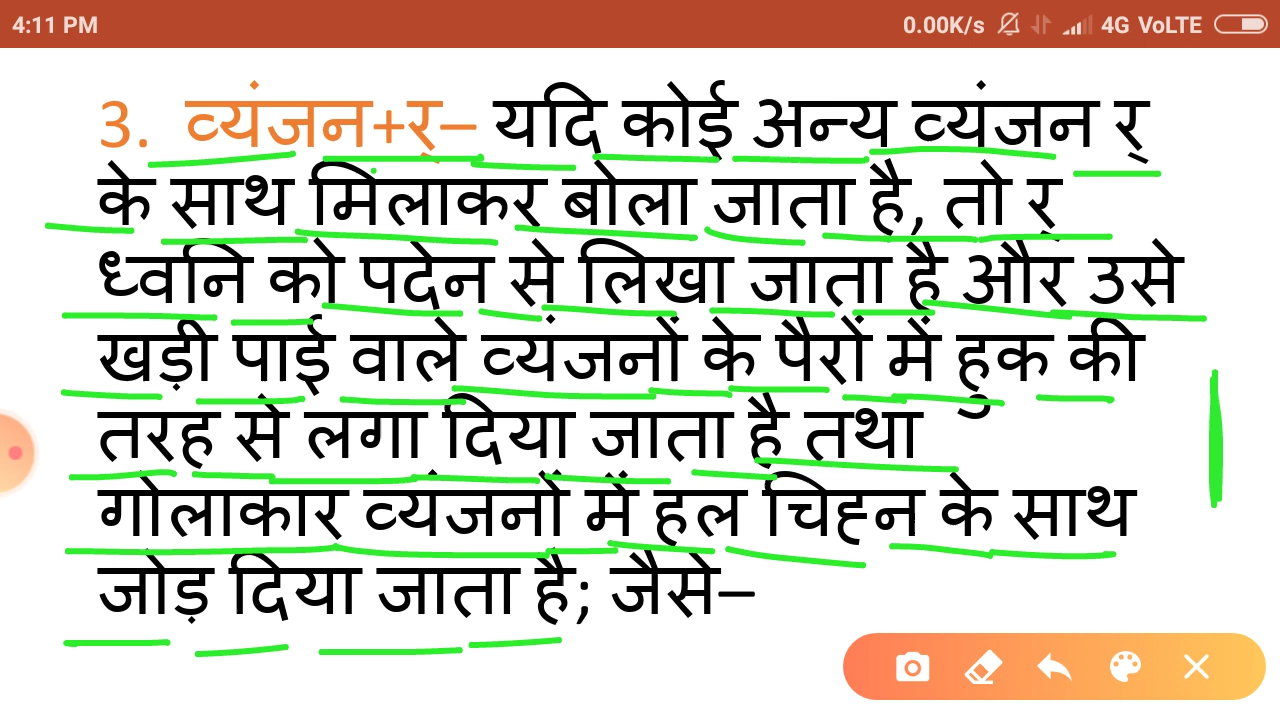 4:11 PM 0.00K/s 4G VoLTE
3. व्यंजन+र्– यदि कोई अन्य व्यंजन र्
के साथ मिलाकर बोला जाता है, तो र्
ध्वनि को पदेन से लिखा जाता है और उसे
खड़ी पाई वाले व्यंजनों के पैरों में हुक की
तरह से लगा दिया जाता है तथा
गोलाकार व्यंजनों में हल चिह्न के साथ
जोड़ दिया जाता है; जैसे–